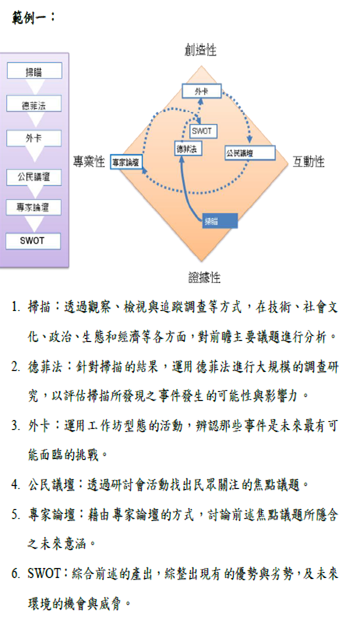 範例一：
掃瞄
德菲法
外卡
公民議壇
專家論壇
SWOT
創造性
外卡
SWOT
德菲法
公民議壇
專業性
專家論壇
互動性
掃瞄
證據性
1. 掃描：透過觀察、檢視與追蹤調查等方式，在技術、社會文
化、政治、生態和經濟等各方面，對前瞻主要議題進行分析。
2. 德菲法：針對掃描的結果，運用德菲法進行大規模的調查研
究，以評估掃描所發現之事件發生的可能性與影響力。
3. 外卡：運用工作坊型態的活動，辨認那些事件是未來最有可
能面臨的挑戰。
4. 公民議壇：透過研討會活動找出民眾關注的焦點議題。
5. 專家論壇：藉由專家論壇的方式，討論前述焦點議題所隱含
之未來意涵。
6. SWOT：綜合前述的產出，綜整出現有的優勢與劣勢，及未來
環境的機會與威脅。